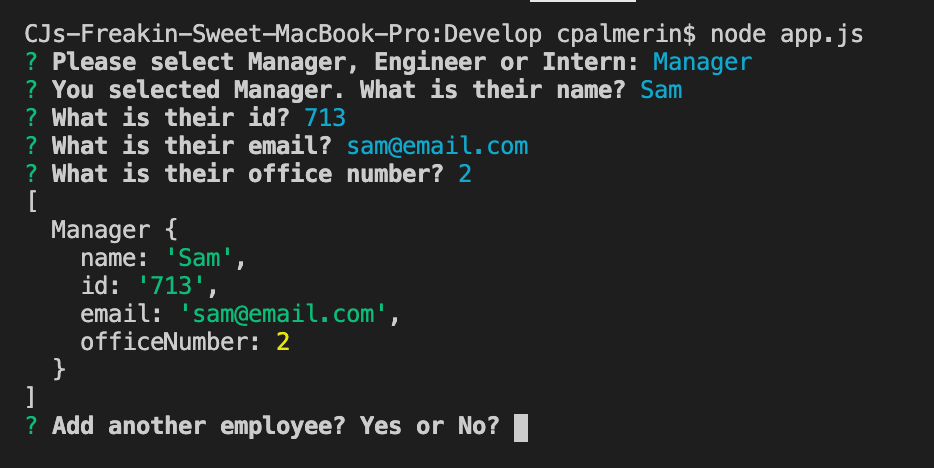 CJs-Freakin-Sweet-MacBook-Pro:Develop cpalmerin$ node app.js
? Please select Manager, Engineer or Intern: Manager
? You selected Manager. What is their name? Sam
? What is their id? 713
? What is their email? sam@email.com
? What is their office number? 2
[
  Manager {
    name: 'Sam',
    id: '713',
    email: 'sam@email.com',
    officeNumber: 2
  }
]
? Add another employee? Yes or No?